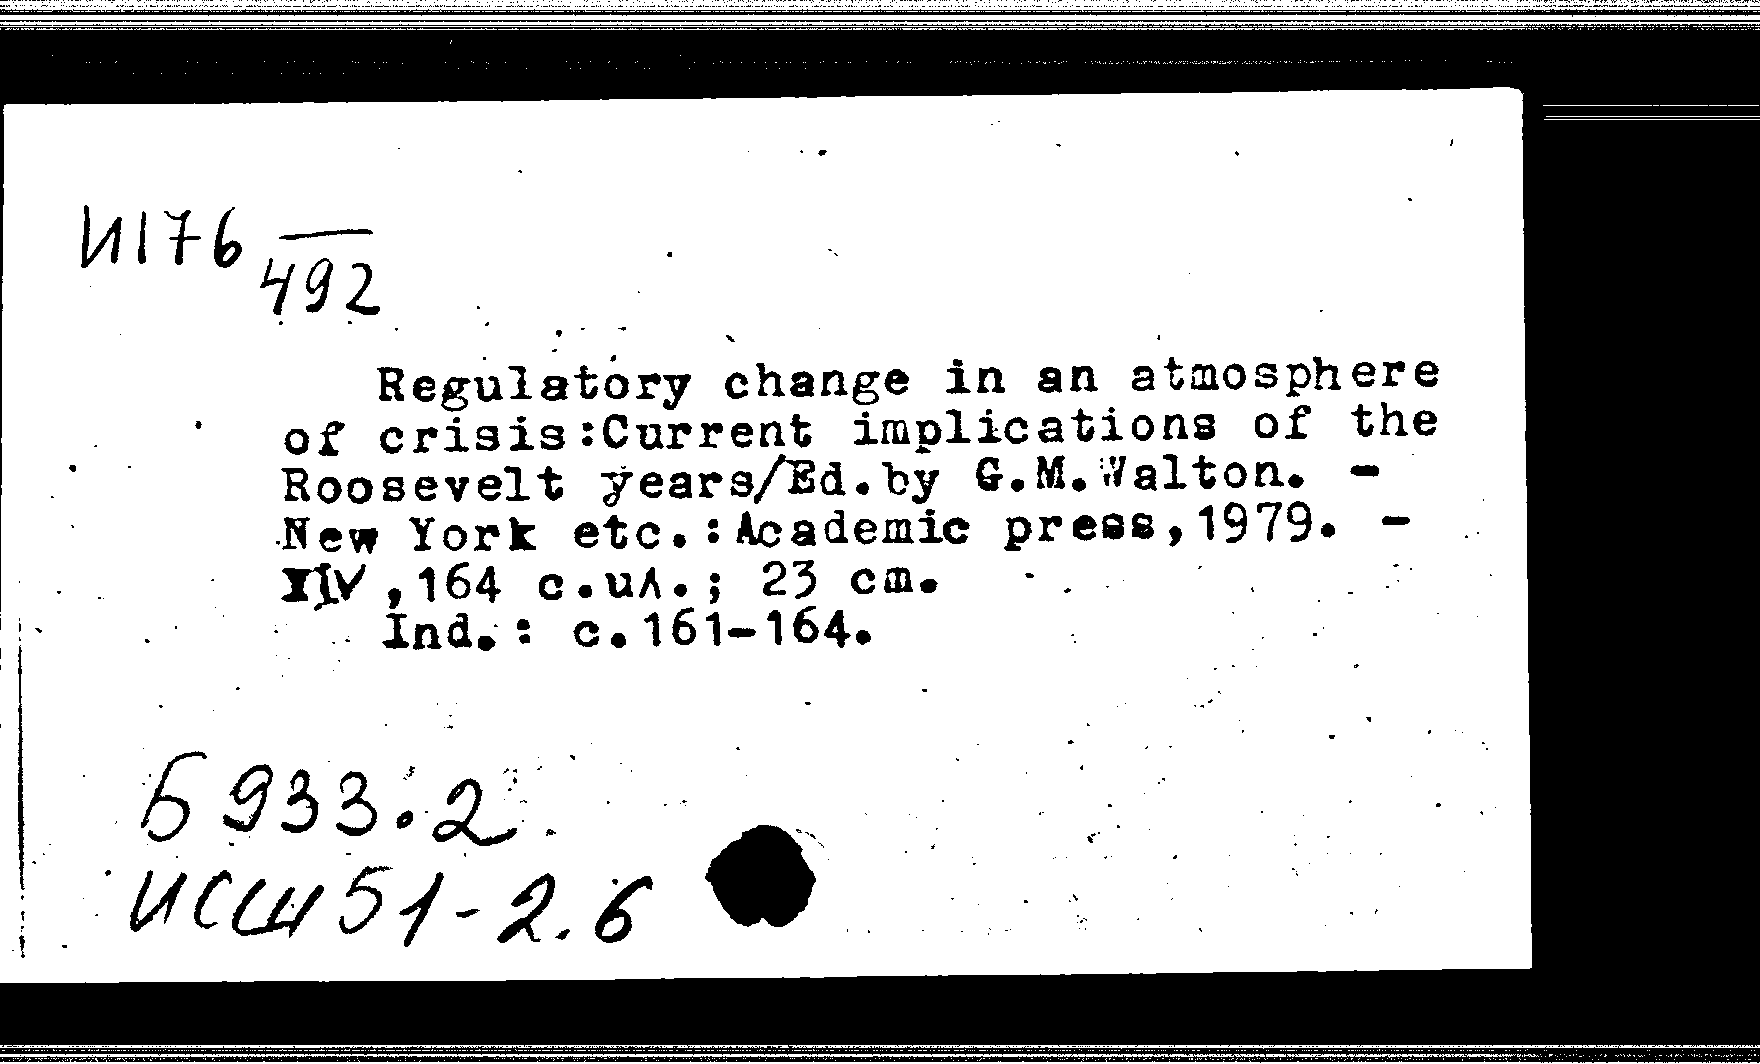 И176
492
Regulatory change in an atmosphere
of crisis:Current implications of the
Roosevelt years/Ed.by G.M.Walton. -
New York etc.:Academic press,1979. -
XIV,164 с.ил.; 23 cm.
Ind.: c.161-164.
Б933.2
ИСШ51-2.6